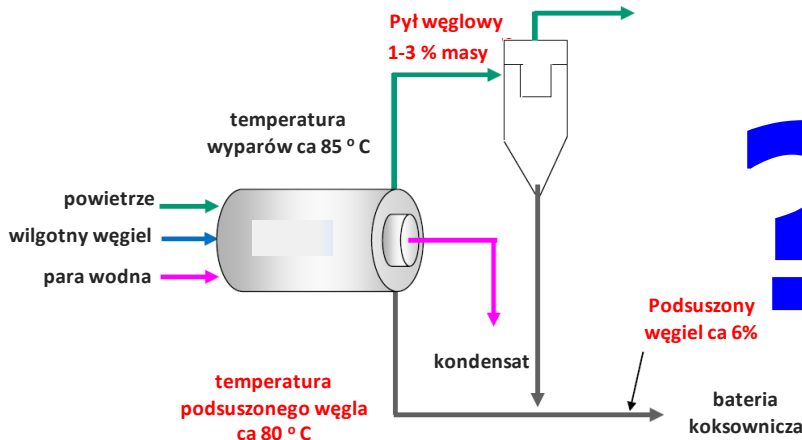 Pył węglowy
1-3 % masy
temperatura
wyparów ca 85 ° C
powietrze
wilgotny węgiel
para wodna
?
Podsuszony
węgiel ca 6%
kondensat
temperatura
podsuszonego węgla
ca 80 ° C
bateria
koksownicza